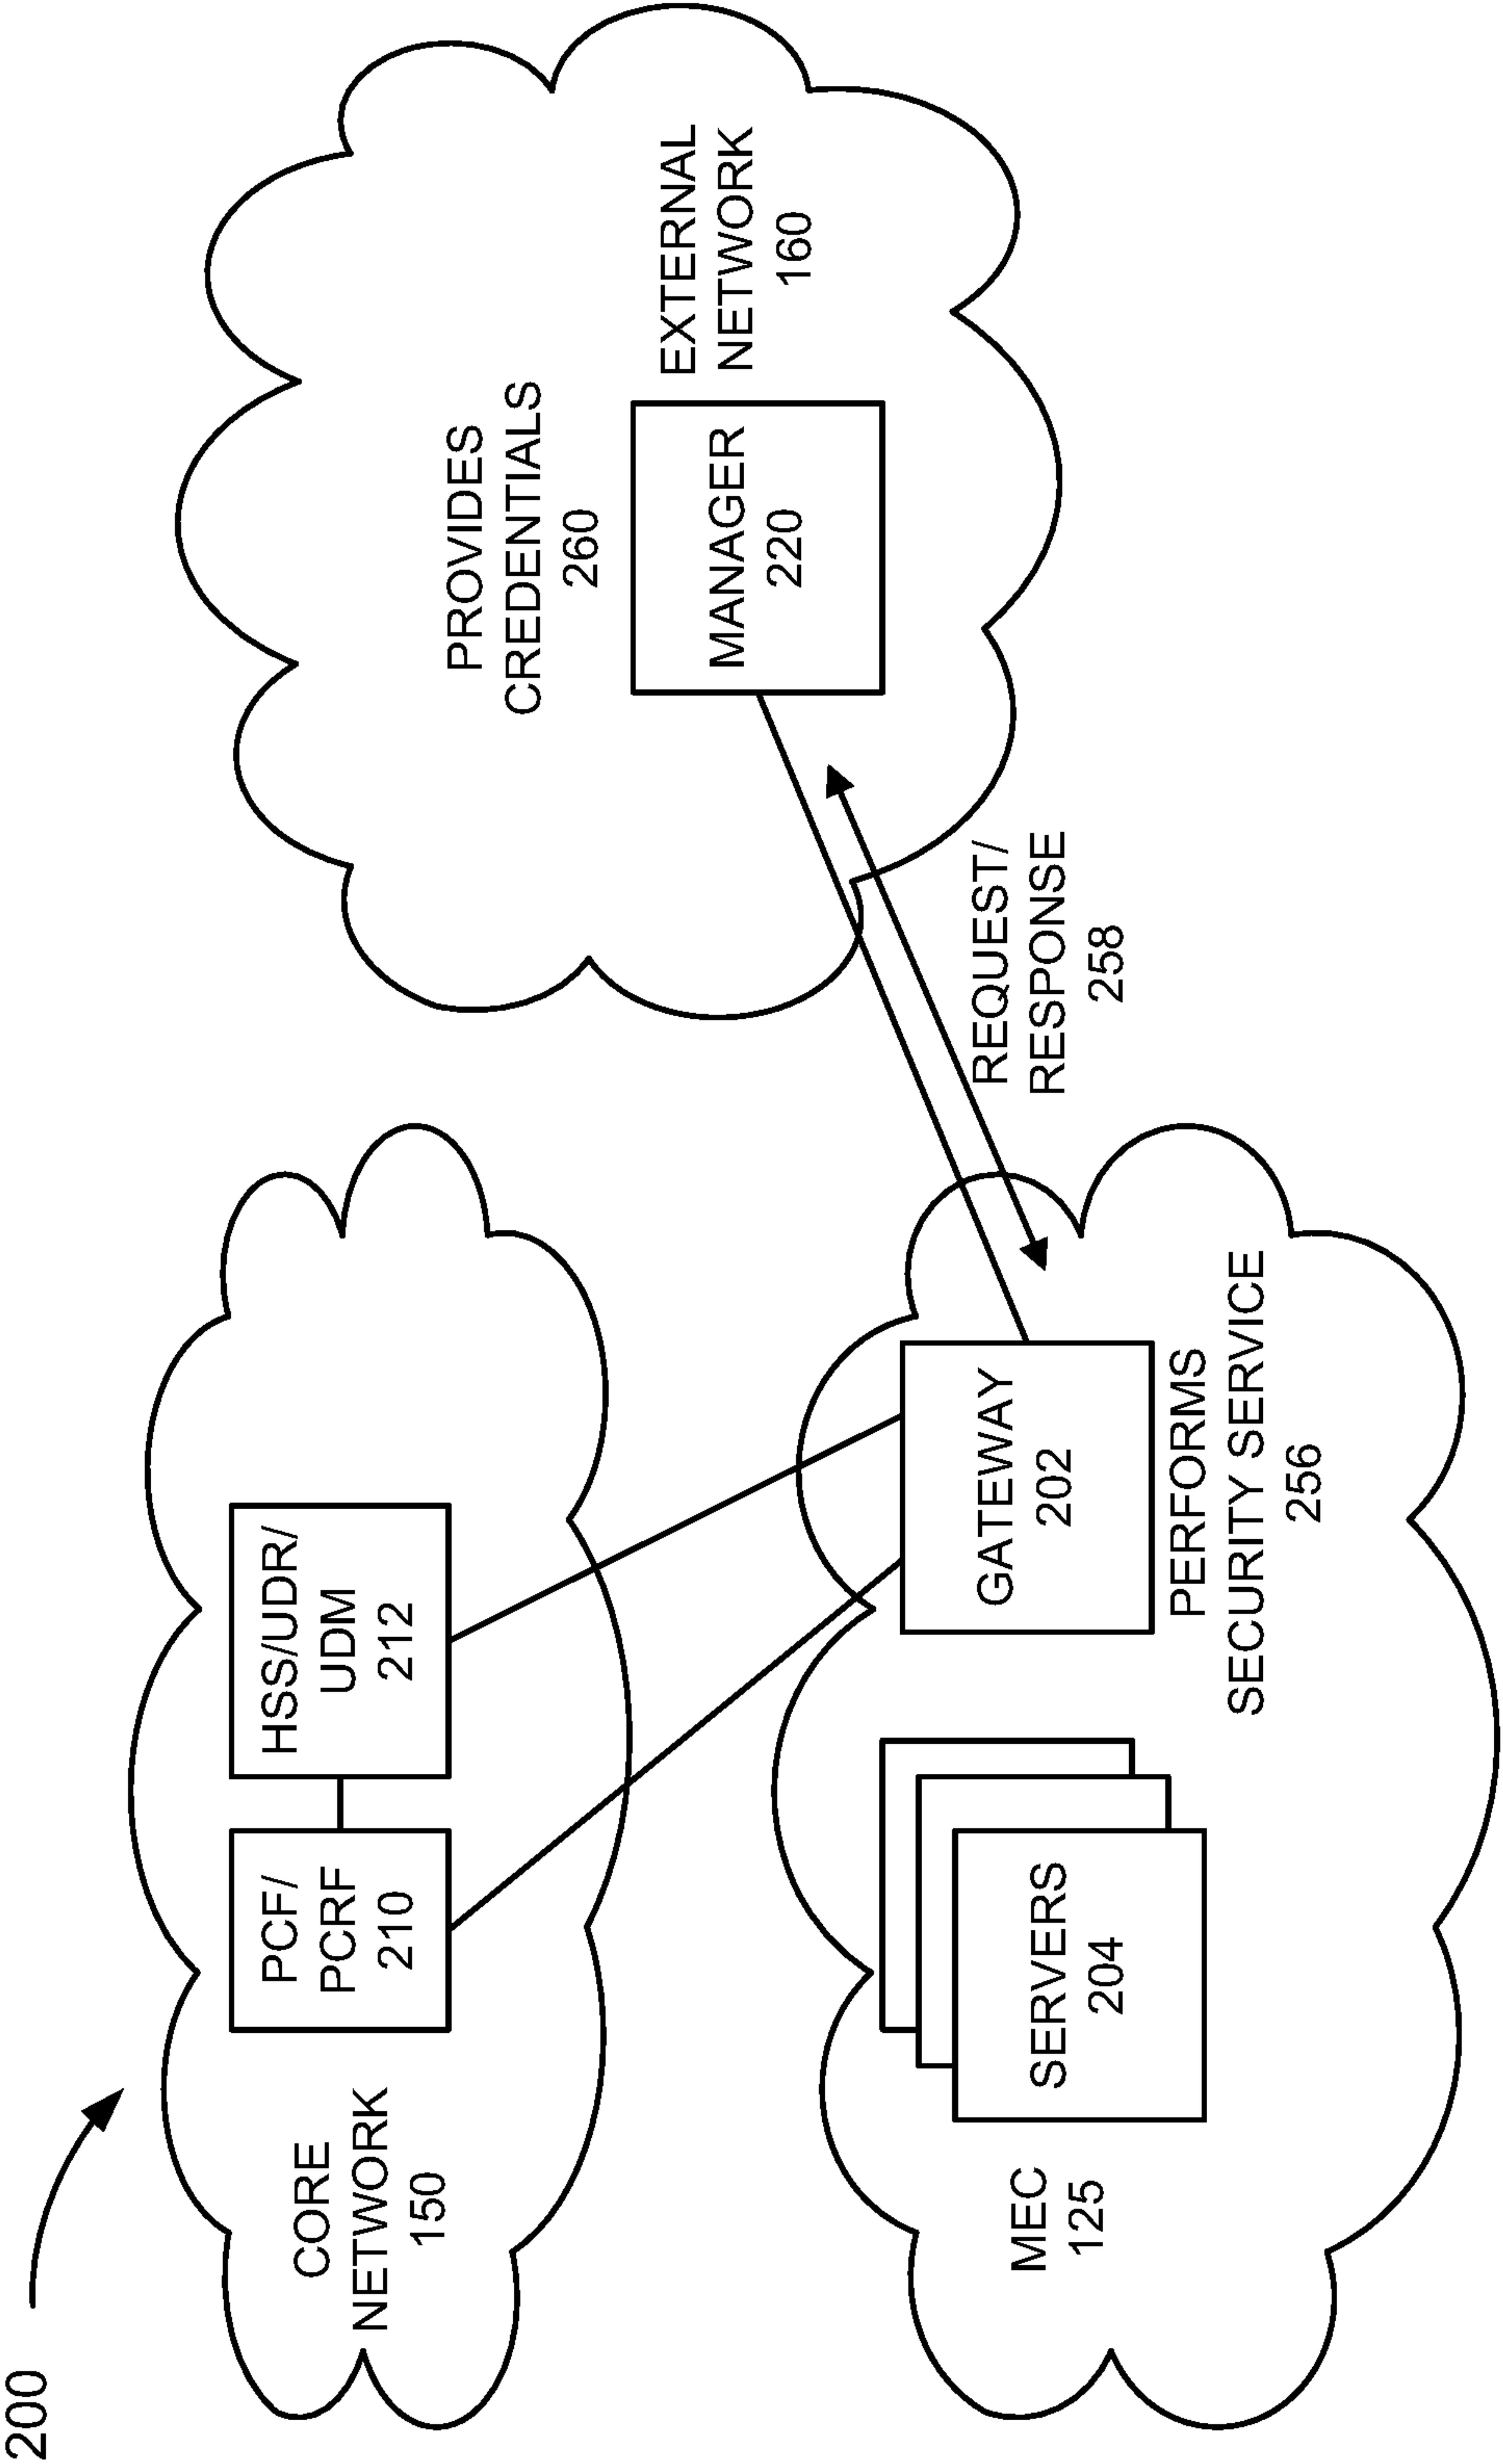 200
CORE
NETWORK
150
PCF/
PCRF
210
HSS/UDR/
UDM
212
MEC
125
SERVERS
204
GATEWAY
202
PERFORMS
SECURITY SERVICE
256
REQUEST/
RESPONSE
258
PROVIDES
CREDENTIALS
260
MANAGER
220
EXTERNAL
NETWORK
160